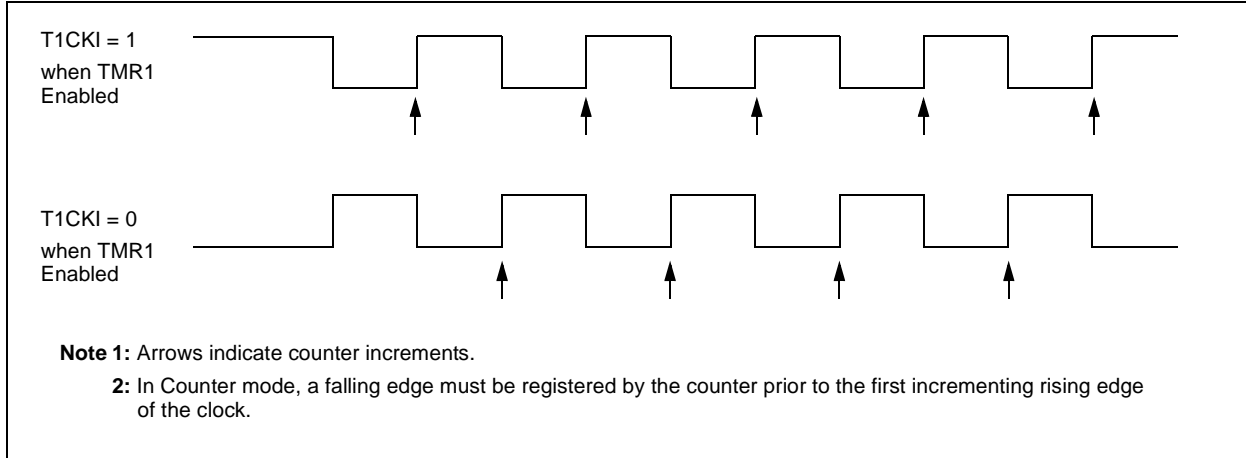 T1CKI = 1
when TMR1
Enabled
T1CKI = 0
when TMR1
Enabled
Note 1: Arrows indicate counter increments.
2: In Counter mode, a falling edge must be registered by the counter prior to the first incrementing rising edge
of the clock.